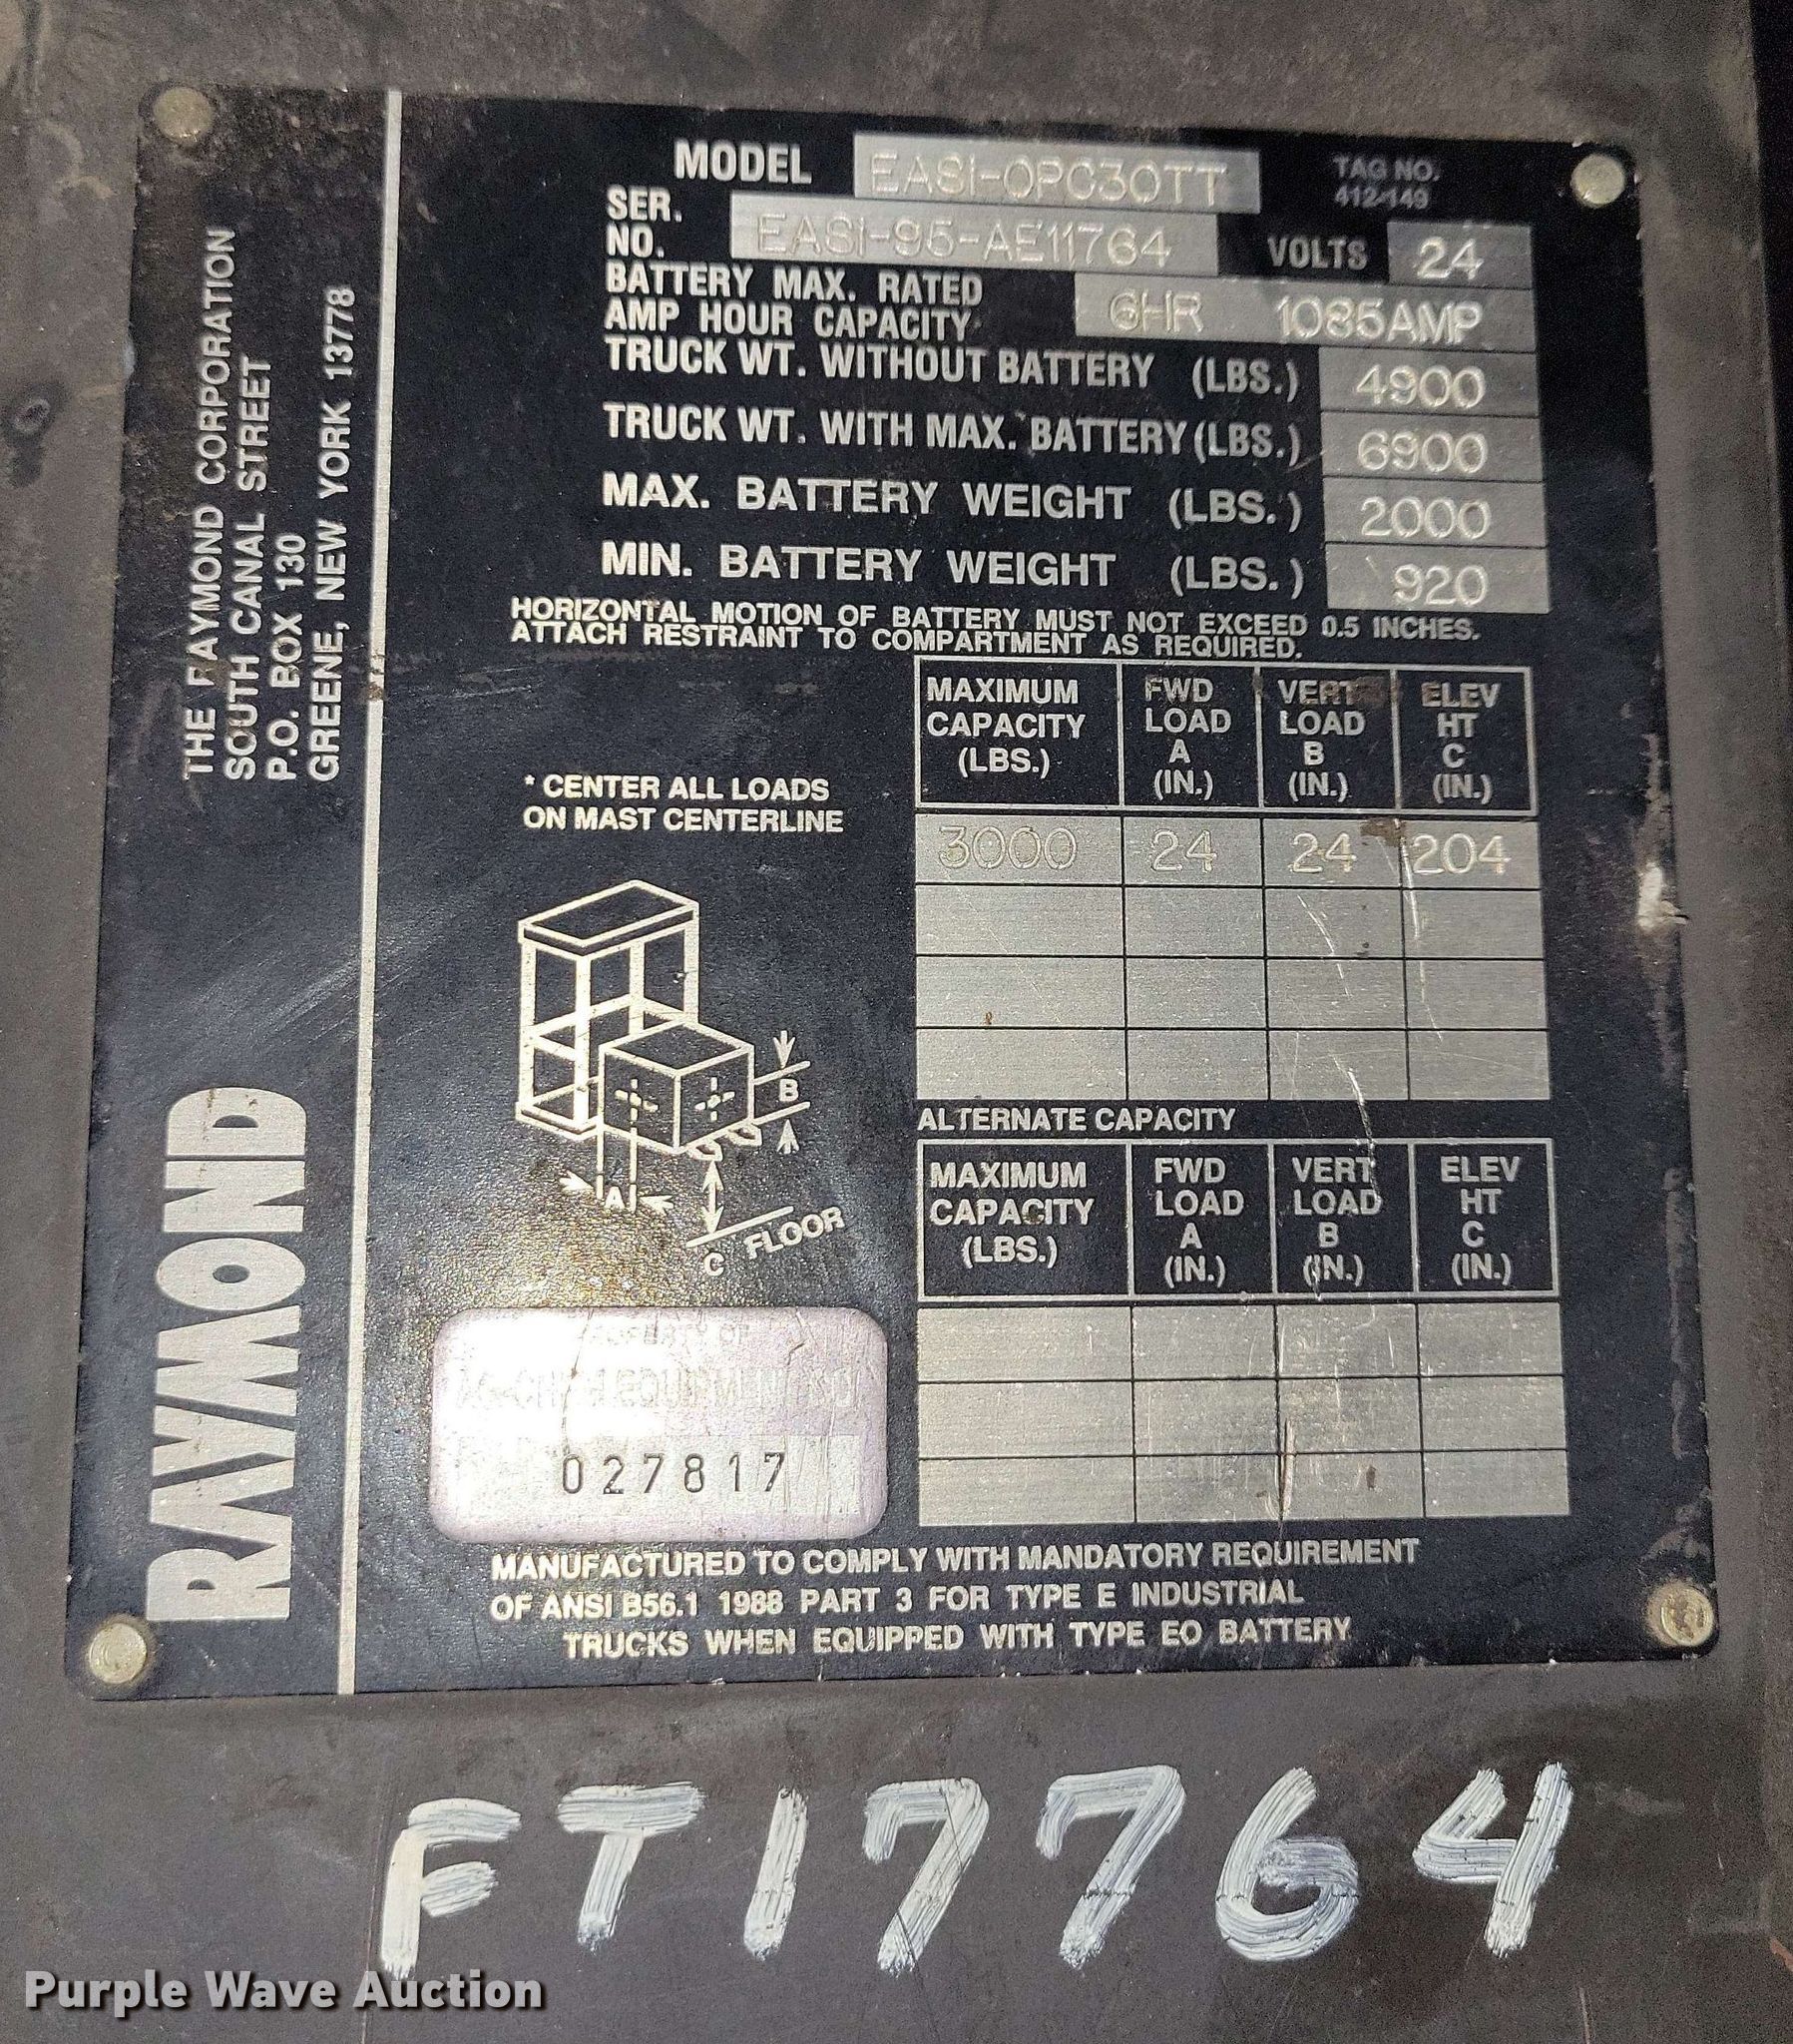 MODEL EASI-OPC30TT
TAG NO.
412-149
SER.
NO. EASI-95-AE11764
VOLTS 24
BATTERY MAX. RATED
AMP HOUR CAPACITY 6HR 1085AMP
TRUCK WT. WITHOUT BATTERY (LBS.) 4900
TRUCK WT. WITH MAX. BATTERY (LBS.) 6900
MAX. BATTERY WEIGHT (LBS.) 2000
MIN. BATTERY WEIGHT (LBS.) 920
HORIZONTAL MOTION OF BATTERY MUST NOT EXCEED 0.5 INCHES.
ATTACH RESTRAINT TO COMPARTMENT AS REQUIRED.
THE RAYMOND CORPORATION
SOUTH CANAL STREET
P.O. BOX 130
GREENE, NEW YORK 13778
RAYMOND
* CENTER ALL LOADS
ON MAST CENTERLINE
B
A
C
FLOOR
MAXIMUM CAPACITY (LBS.)
FWD LOAD A (IN.)
VERT LOAD B (IN.)
ELEV HT C (IN.)
3000 24 24 204
ALTERNATE CAPACITY
MAXIMUM CAPACITY (LBS.)
FWD LOAD A (IN.)
VERT LOAD B (IN.)
ELEV HT C (IN.)
PROPERTY OF
027817
MANUFACTURED TO COMPLY WITH MANDATORY REQUIREMENT
OF ANSI B56.1 1988 PART 3 FOR TYPE E INDUSTRIAL
TRUCKS WHEN EQUIPPED WITH TYPE EO BATTERY
FT17764
Purple Wave Auction